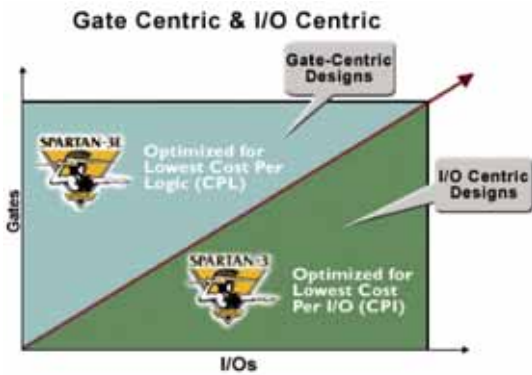 Gate Centric & I/O Centric
Gate-Centric
Designs
SPARTAN-3E
Optimized for
Lowest Cost Per
Logic (CPL)
I/O Centric
Designs
Gates
SPARTAN-3
Optimized for
Lowest Cost
Per I/O (CPI)
I/Os